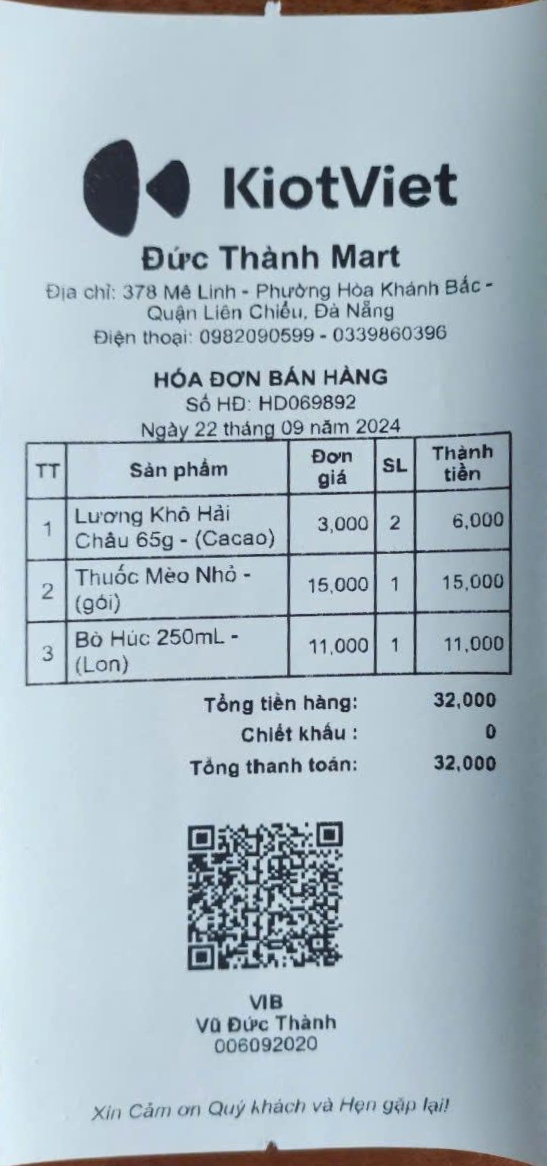 KiotViet
Đức Thành Mart
Địa chỉ: 378 Mê Linh - Phường Hòa Khánh Bắc -
Quận Liên Chiểu, Đà Nẵng
Điện thoại: 0982090599 - 0339860396
HÓA ĐƠN BÁN HÀNG
Số HĐ: HD069892
Ngày 22 tháng 09 năm 2024
TT Sản phẩm Đơn giá SL Thành tiền
1 Lương Khô Hải 3,000 2 6,000
Châu 65g - (Cacao)
2 Thuốc Mèo Nhỏ - 15,000 1 15,000
(gói)
3 Bò Húc 250mL - 11,000 1 11,000
(Lon)
Tổng tiền hàng: 32,000
Chiết khấu : 0
Tổng thanh toán: 32,000
VIB
Vũ Đức Thành
006092020
Xin Cảm ơn Quý khách và Hẹn gặp lại!